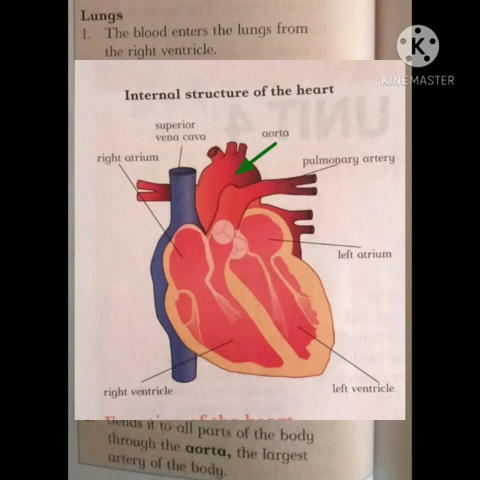 Lungs
1. The blood enters the lungs from
the right ventricle.
KINEMASTER
Internal structure of the heart
superior
vena cava
aorta
right atrium
pulmonary artery
left atrium
right ventricle
left ventricle
Sends it to all parts of the body
through the aorta, the largest
artery of the body.